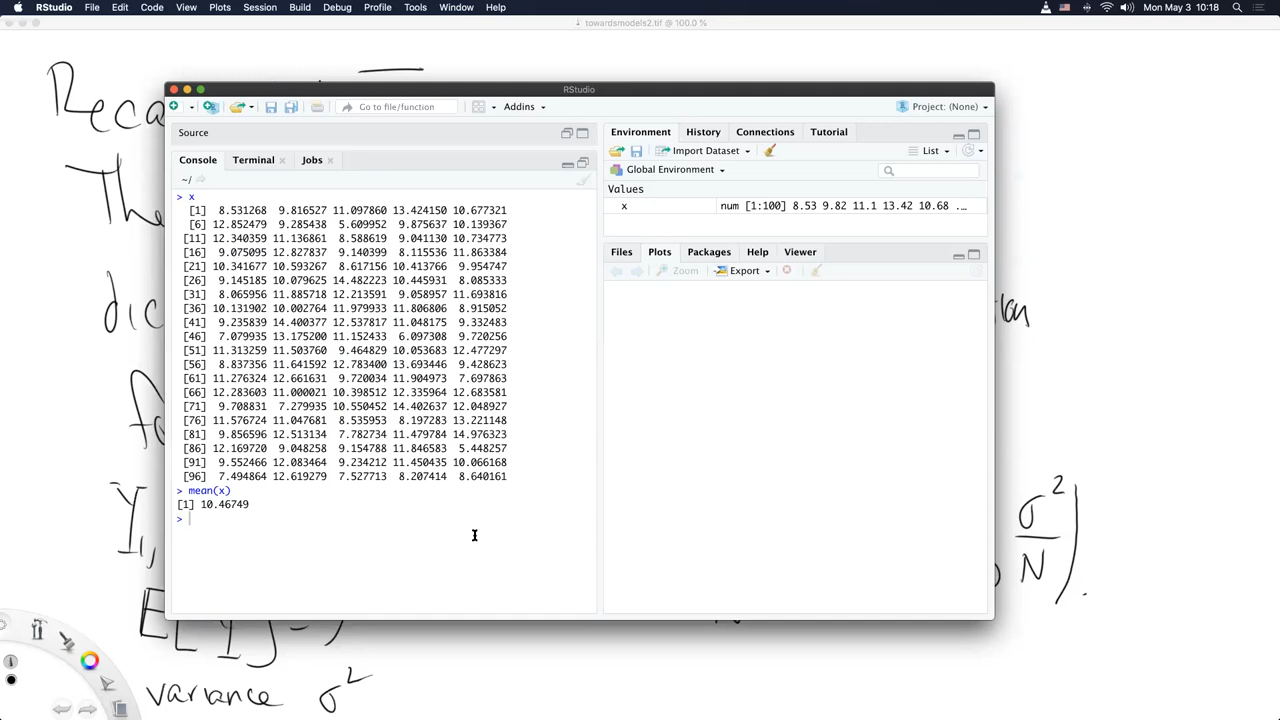 RStudio File Edit Code View Plots Session Build Debug Profile Tools Window Help Mon May 3 10:18
towardsmodels2.tif @ 100.0 %
Reca
RStudio
Go to file/function Addins Project: (None)
Source
Console Terminal Jobs
~/
> x
[1] 8.531268 9.816527 11.097860 13.424150 10.677321
[6] 12.852479 9.285438 5.609952 9.875637 10.139367
[11] 12.340359 11.136861 8.588619 9.041130 10.734773
[16] 9.075095 12.827837 9.140399 8.115536 11.863384
[21] 10.341677 10.593267 8.617156 10.413766 9.954747
[26] 9.145185 10.079625 14.482223 10.445931 8.085333
[31] 8.065956 11.885718 12.213591 9.058957 11.693816
[36] 10.131902 10.002764 11.979933 11.806806 8.915052
[41] 9.235839 14.400377 12.537817 11.048175 9.332483
[46] 7.079935 13.175200 11.152433 6.097308 9.720256
[51] 11.313259 11.503760 9.464829 10.053683 12.477297
[56] 8.837356 11.641592 12.783400 13.693446 9.428623
[61] 11.276324 12.661631 9.720034 11.904973 7.697863
[66] 12.283603 11.000021 10.398512 12.335964 12.683581
[71] 9.708831 7.279935 10.550452 14.402637 12.048927
[76] 11.576724 11.047681 8.535953 8.197283 13.221148
[81] 9.856596 12.513134 7.782734 11.479784 14.976323
[86] 12.169720 9.048258 9.154788 11.846583 5.448257
[91] 9.552466 12.083464 9.234212 11.450435 10.066168
[96] 7.494864 12.619279 7.527713 8.207414 8.640161
> mean(x)
[1] 10.46749
>
Environment History Connections Tutorial
Import Dataset List
Global Environment
Values
x num [1:100] 8.53 9.82 11.1 13.42 10.68 ...
Files Plots Packages Help Viewer
Zoom Export
The
dic
Y₁,
σ²
N
variance σ²